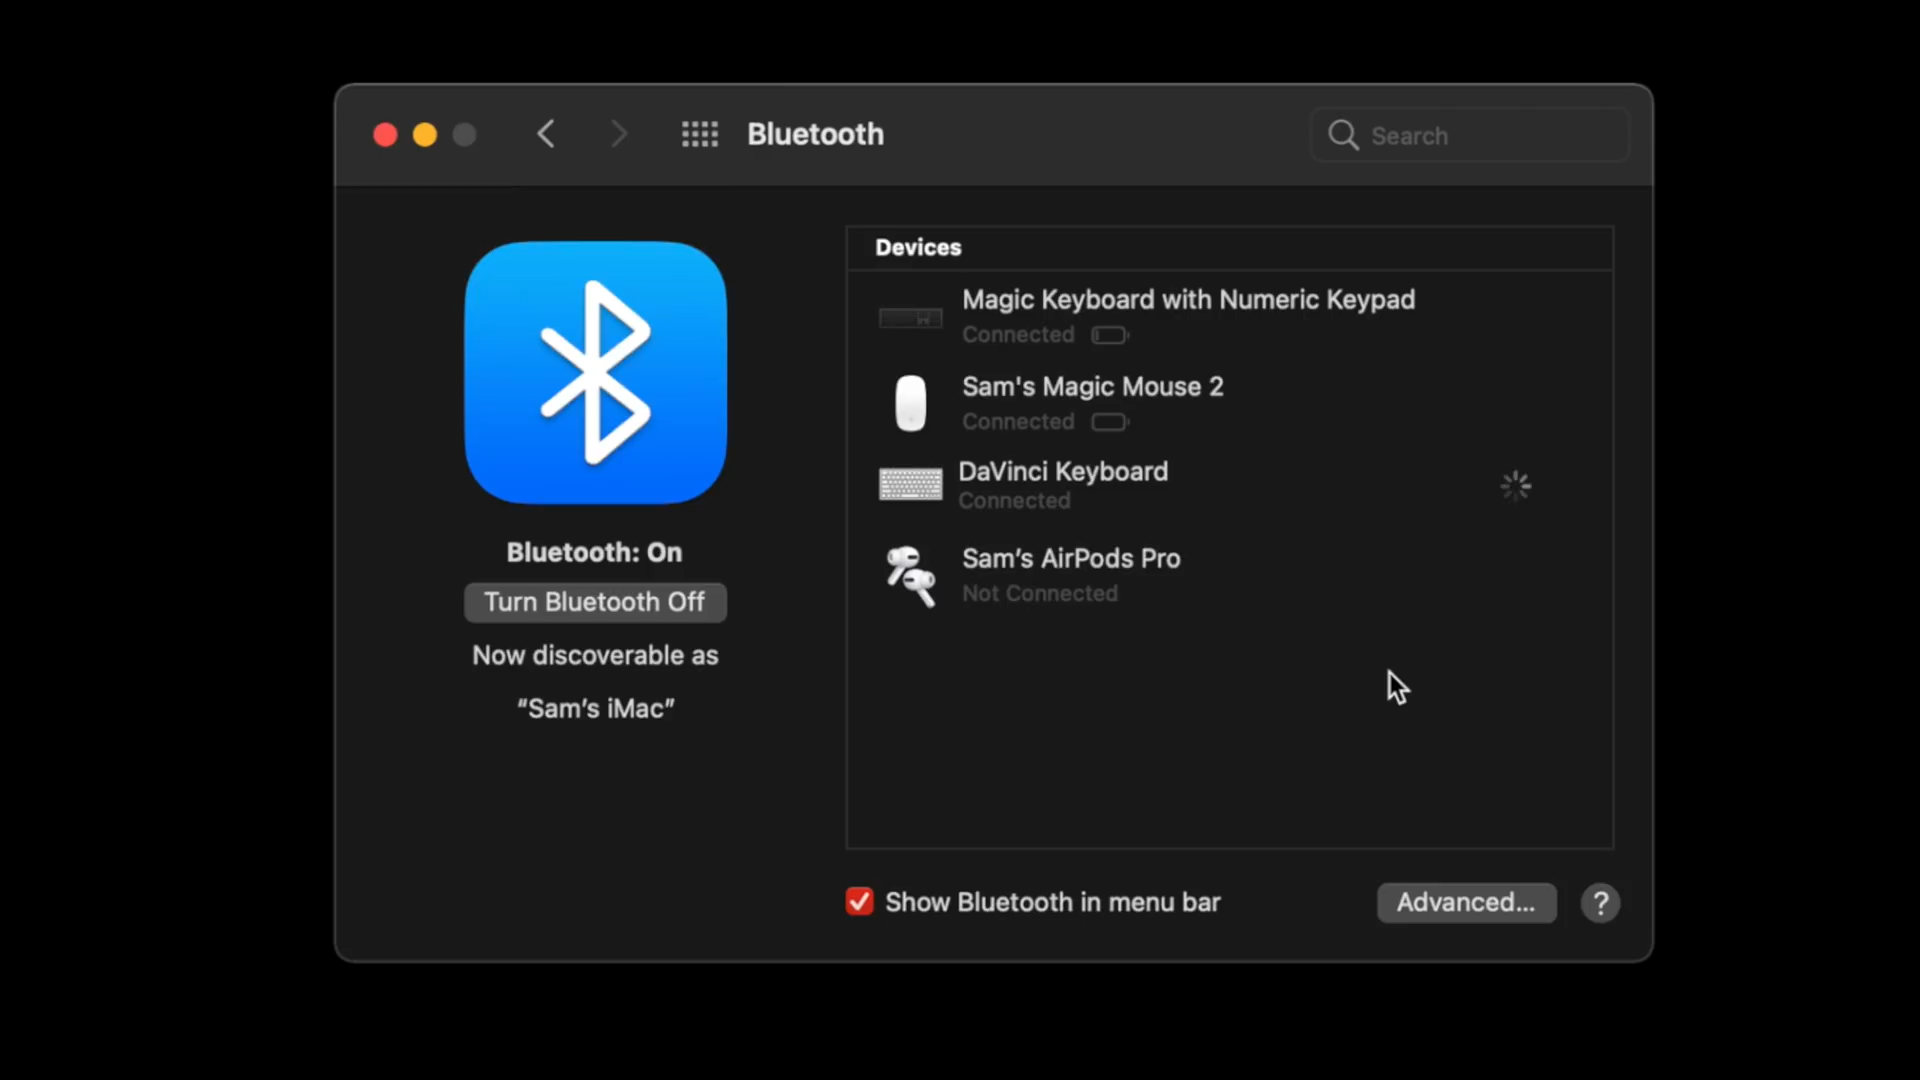 Bluetooth
Search
Bluetooth: On
Turn Bluetooth Off
Now discoverable as
“Sam’s iMac”
Devices
Magic Keyboard with Numeric Keypad
Connected
Sam's Magic Mouse 2
Connected
DaVinci Keyboard
Connected
Sam’s AirPods Pro
Not Connected
Show Bluetooth in menu bar
Advanced...
?